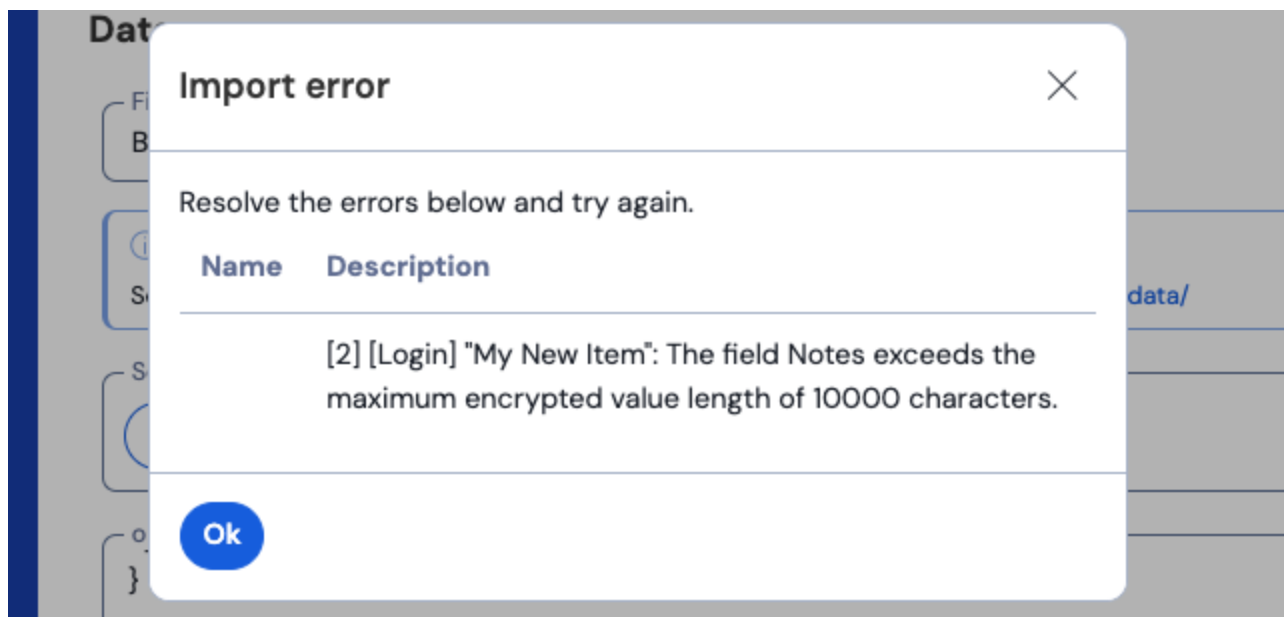 Import error
Resolve the errors below and try again.
Name Description
data/
[2] [Login] "My New Item": The field Notes exceeds the
maximum encrypted value length of 10000 characters.
Ok
}